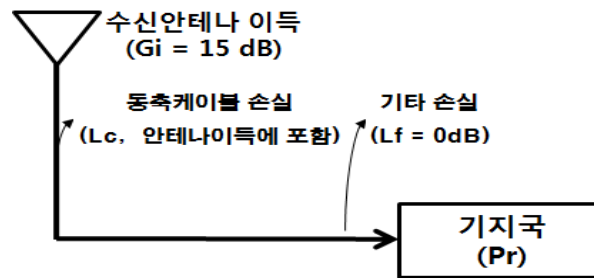 수신안테나 이득
(Gi = 15 dB)
동축케이블 손실
(Lc, 안테나이득에 포함)
기타 손실
(Lf = 0dB)
기지국
(Pr)